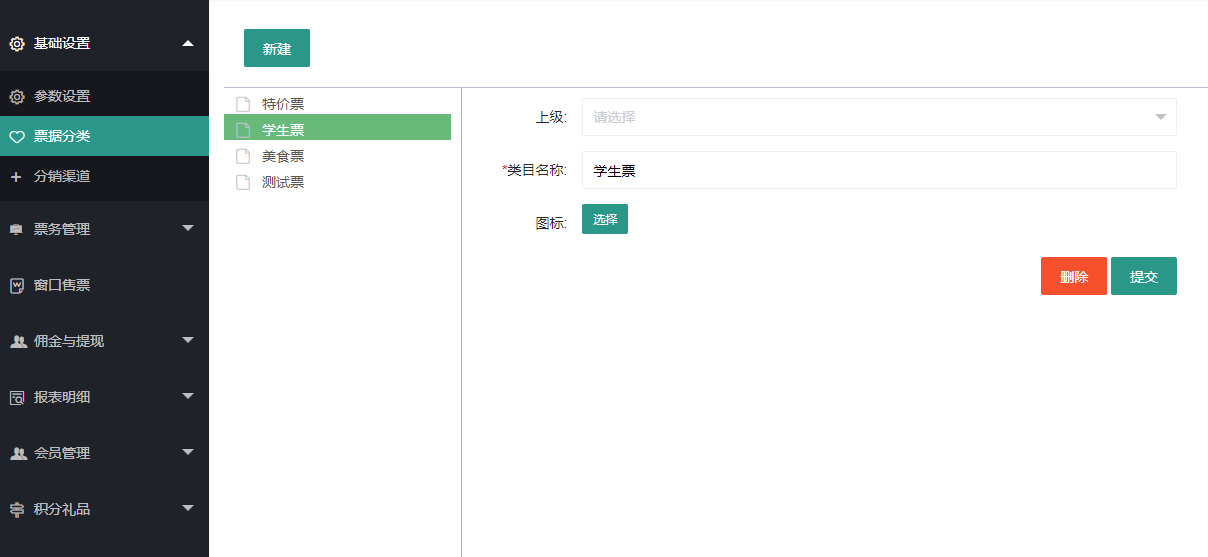 基础设置
参数设置
票据分类
分销渠道
票务管理
窗口售票
佣金与提现
报表明细
会员管理
积分礼品
新建
特价票
学生票
美食票
测试票
上级: 请选择
*类目名称: 学生票
图标: 选择
删除 提交